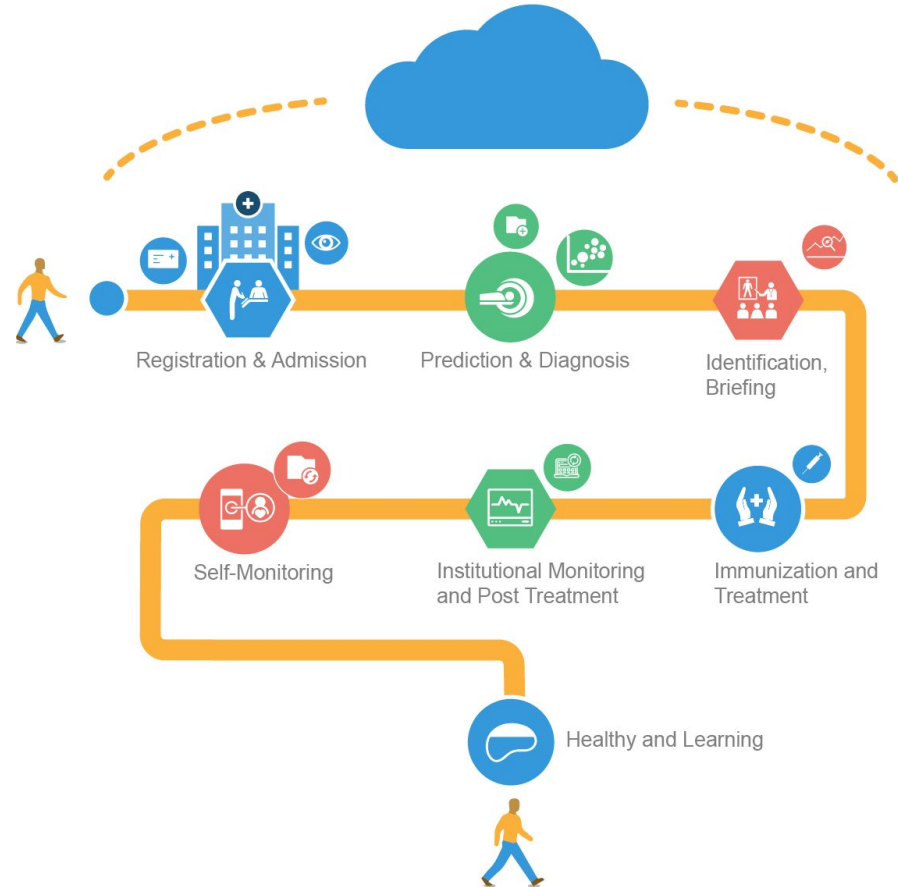 Registration & Admission
Prediction & Diagnosis
Identification,
Briefing
Self-Monitoring
Institutional Monitoring
and Post Treatment
Immunization and
Treatment
Healthy and Learning